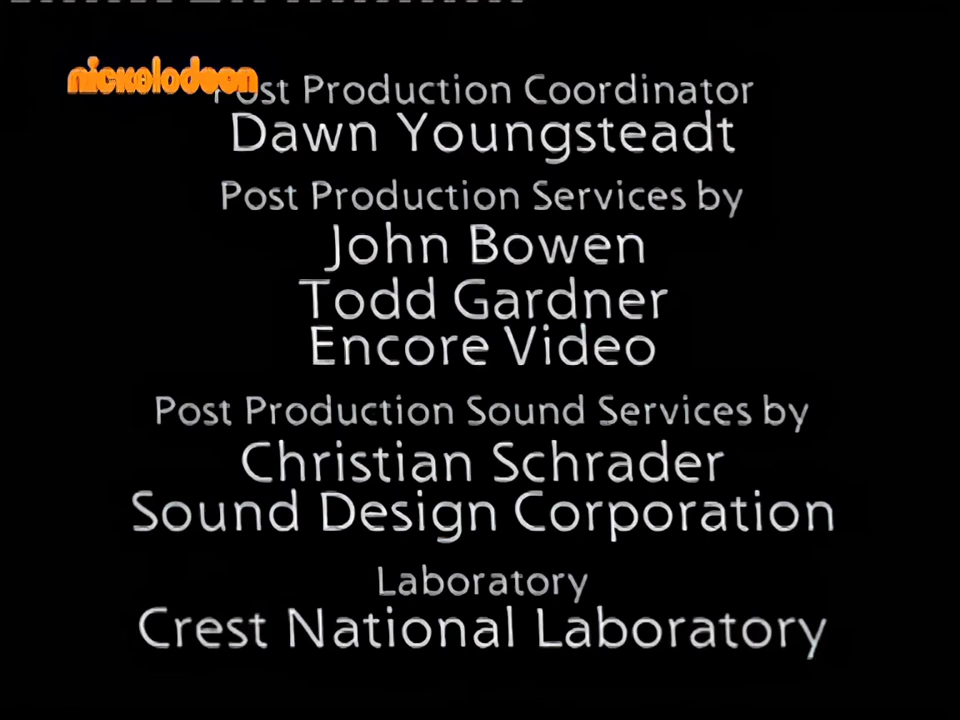 nickelodeon
Post Production Coordinator
Dawn Youngsteadt
Post Production Services by
John Bowen
Todd Gardner
Encore Video
Post Production Sound Services by
Christian Schrader
Sound Design Corporation
Laboratory
Crest National Laboratory